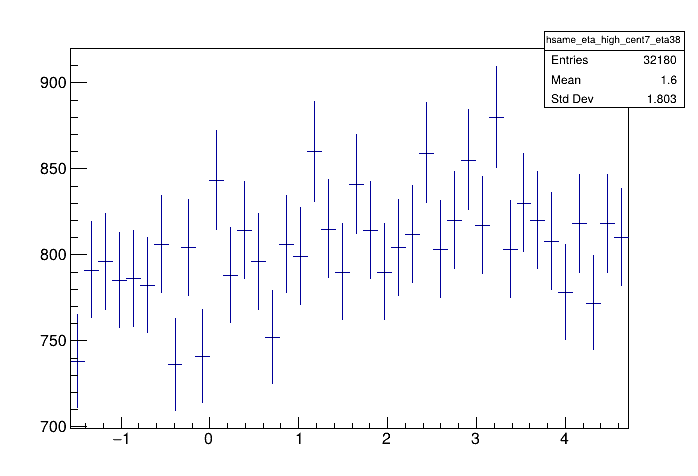 hsame_eta_high_cent7_eta38
Entries 32180
Mean 1.6
Std Dev 1.803
900
850
800
750
700
−1 0 1 2 3 4